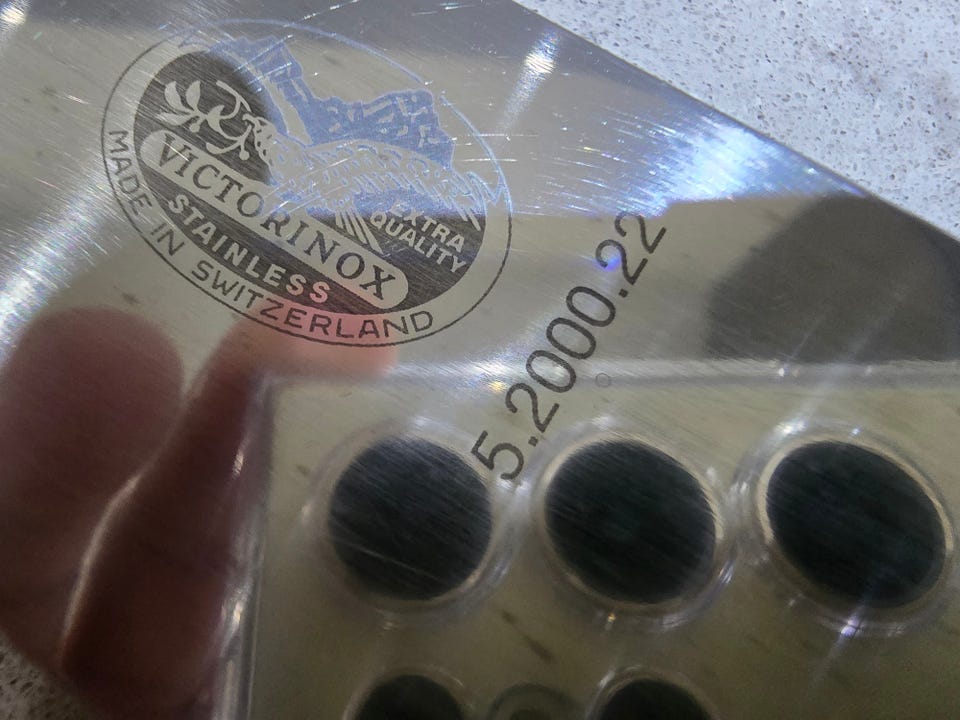 VICTORINOX
EXTRA
QUALITY
STAINLESS
MADE IN SWITZERLAND
5.2000.22